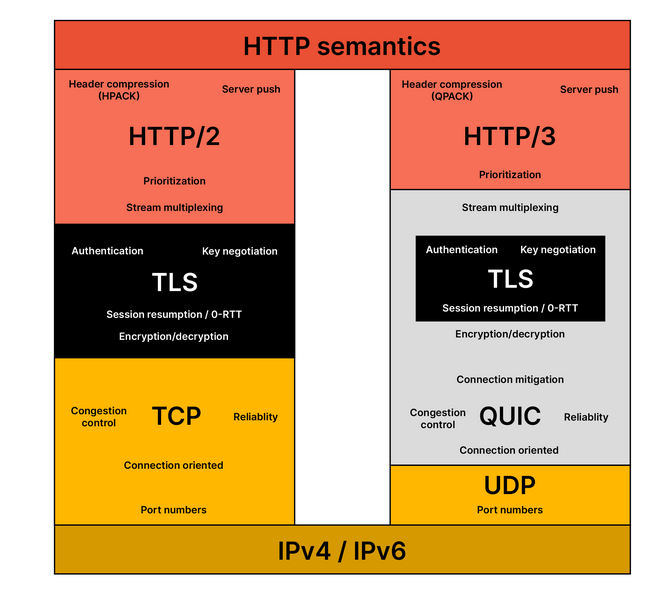 HTTP semantics
Header compression
(HPACK)
Server push
HTTP/2
Prioritization
Stream multiplexing
Authentication
Key negotiation
TLS
Session resumption / 0-RTT
Encryption/decryption
Congestion
control
TCP
Reliablity
Connection oriented
Port numbers
Header compression
(QPACK)
Server push
HTTP/3
Prioritization
Stream multiplexing
Authentication
Key negotiation
TLS
Session resumption / 0-RTT
Encryption/decryption
Connection mitigation
Congestion
control
QUIC
Reliablity
Connection oriented
UDP
Port numbers
IPv4 / IPv6